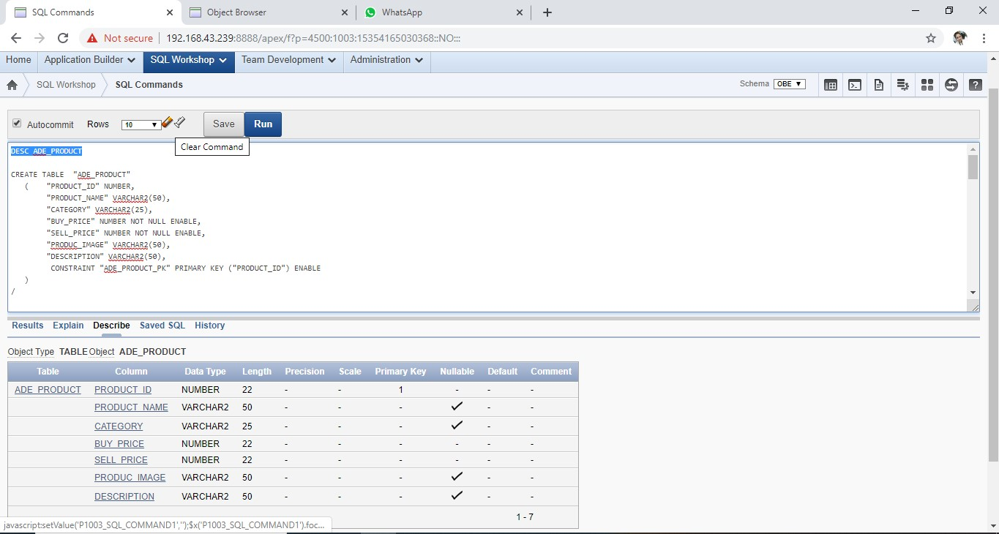 SQL Commands
Object Browser
WhatsApp
Not secure 192.168.43.239:8888/apex/f?p=4500:1003:15354165030368::NO:::
Home Application Builder SQL Workshop Team Development Administration
SQL Workshop SQL Commands Schema OBE
Autocommit Rows 10 Save Run
Clear Command
DESC ADE_PRODUCT
CREATE TABLE "ADE_PRODUCT"
( "PRODUCT_ID" NUMBER,
"PRODUCT_NAME" VARCHAR2(50),
"CATEGORY" VARCHAR2(25),
"BUY_PRICE" NUMBER NOT NULL ENABLE,
"SELL_PRICE" NUMBER NOT NULL ENABLE,
"PRODUC_IMAGE" VARCHAR2(50),
"DESCRIPTION" VARCHAR2(50),
CONSTRAINT "ADE_PRODUCT_PK" PRIMARY KEY ("PRODUCT_ID") ENABLE
)
/
Results Explain Describe Saved SQL History
Object Type TABLE Object ADE_PRODUCT
Table Column Data Type Length Precision Scale Primary Key Nullable Default Comment
ADE_PRODUCT PRODUCT_ID NUMBER 22 - - 1 - - -
PRODUCT_NAME VARCHAR2 50 - - - ✓ - -
CATEGORY VARCHAR2 25 - - - ✓ - -
BUY_PRICE NUMBER 22 - - - - - -
SELL_PRICE NUMBER 22 - - - - - -
PRODUC_IMAGE VARCHAR2 50 - - - ✓ - -
DESCRIPTION VARCHAR2 50 - - - ✓ - -
1 - 7
javascript:setValue('P1003_SQL_COMMAND1','');$x('P1003_SQL_COMMAND1').foc...